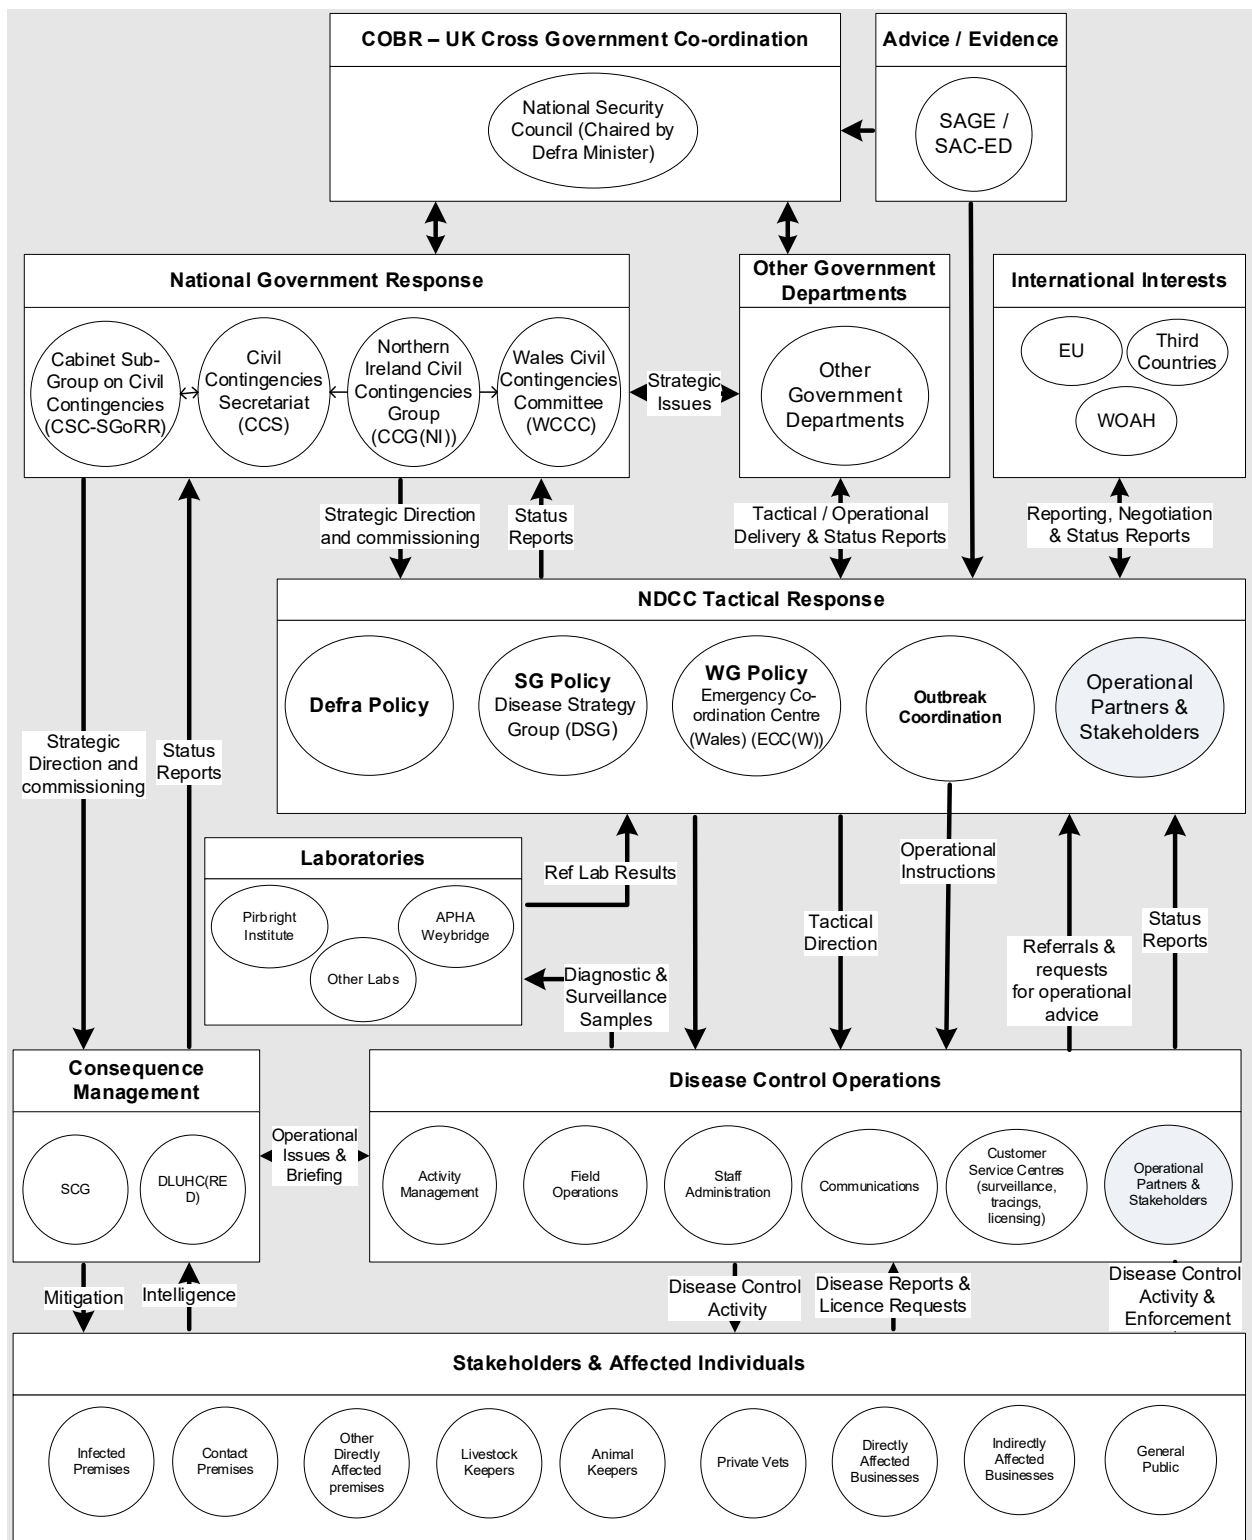 COBR – UK Cross Government Co-ordination
Advice / Evidence
National Security
Council (Chaired by
Defra Minister)
SAGE /
SAC-ED
National Government Response
Other Government
Departments
International Interests
Cabinet Sub-
Group on Civil
Contingencies
(CSC-SGoRR)
Civil
Contingencies
Secretariat
(CCS)
Northern
Ireland Civil
Contingencies
Group
(CCG(NI))
Wales Civil
Contingencies
Committee
(WCCC)
Strategic
Issues
Other
Government
Departments
EU
Third
Countries
WOAH
Strategic Direction
and commissioning
Status
Reports
Tactical / Operational
Delivery & Status Reports
Reporting, Negotiation
& Status Reports
NDCC Tactical Response
Defra Policy
SG Policy
Disease Strategy
Group (DSG)
WG Policy
Emergency Co-
ordination Centre
(Wales) (ECC(W))
Outbreak
Coordination
Operational
Partners &
Stakeholders
Strategic
Direction and
commissioning
Status
Reports
Laboratories
Pirbright
Institute
APHA
Weybridge
Other Labs
Ref Lab Results
Diagnostic &
Surveillance
Samples
Tactical
Direction
Operational
Instructions
Referrals &
requests
for operational
advice
Status
Reports
Consequence
Management
SCG
DLUHC(RE
D)
Operational
Issues &
Briefing
Disease Control Operations
Activity
Management
Field
Operations
Staff
Administration
Communications
Customer
Service Centres
(surveillance,
tracings,
licensing)
Operational
Partners &
Stakeholders
Mitigation
Intelligence
Disease Control
Activity
Disease Reports &
Licence Requests
Disease Control
Activity &
Enforcement
Stakeholders & Affected Individuals
Infected
Premises
Contact
Premises
Other
Directly
Affected
premises
Livestock
Keepers
Animal
Keepers
Private Vets
Directly
Affected
Businesses
Indirectly
Affected
Businesses
General
Public